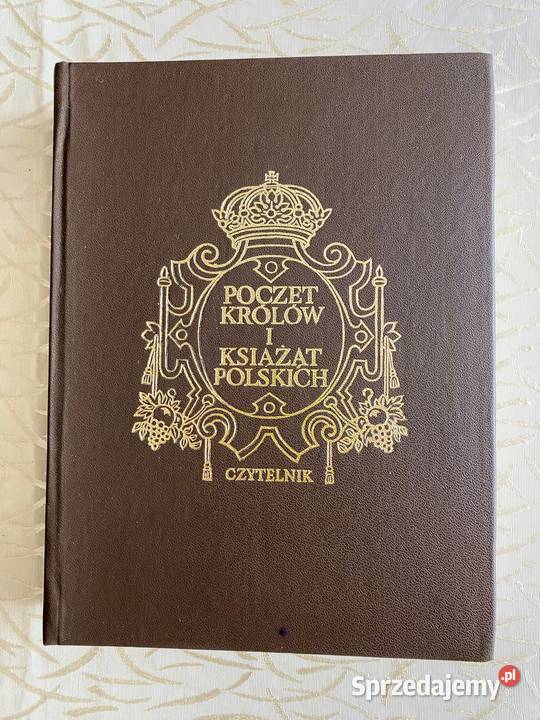 POCZET
KRÓLÓW
I
KSIĄŻĄT
POLSKICH
CZYTELNIK
Sprzedajemy.pl